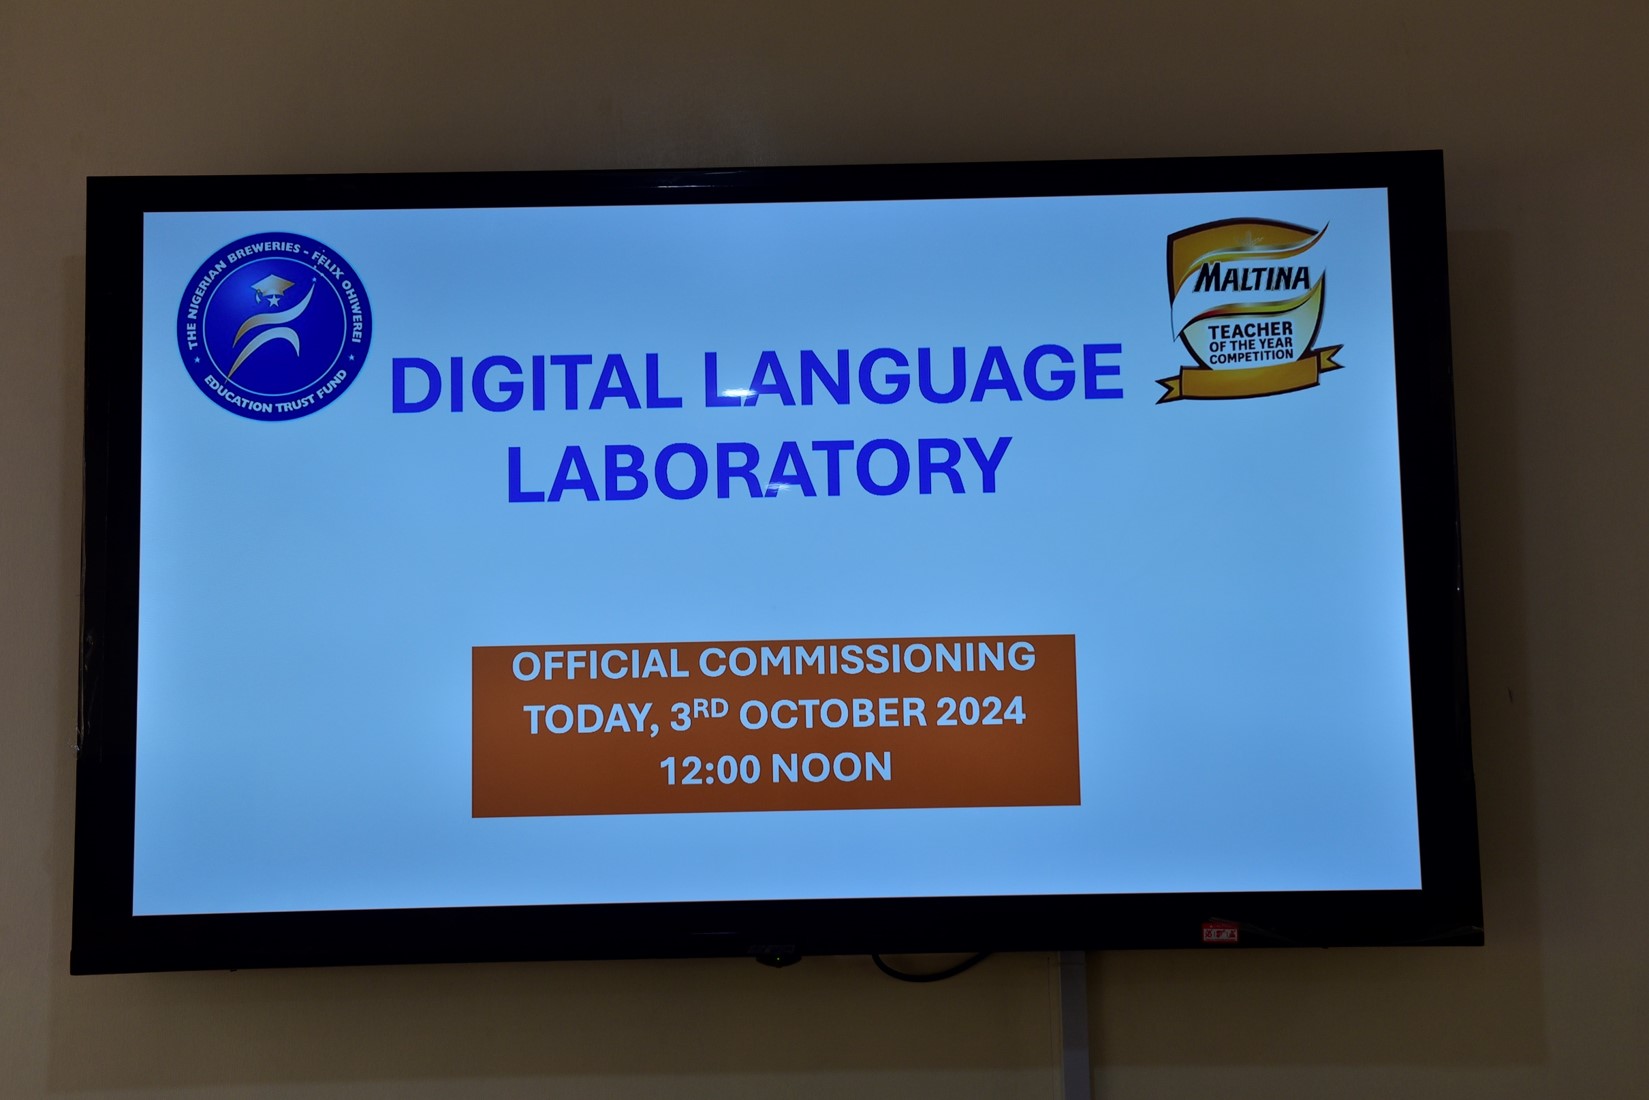 THE NIGERIAN BREWERIES - FELIX OHIWEREI
EDUCATION TRUST FUND
MALTINA
TEACHER
OF THE YEAR
COMPETITION
DIGITAL LANGUAGE
LABORATORY
OFFICIAL COMMISSIONING
TODAY, 3RD OCTOBER 2024
12:00 NOON